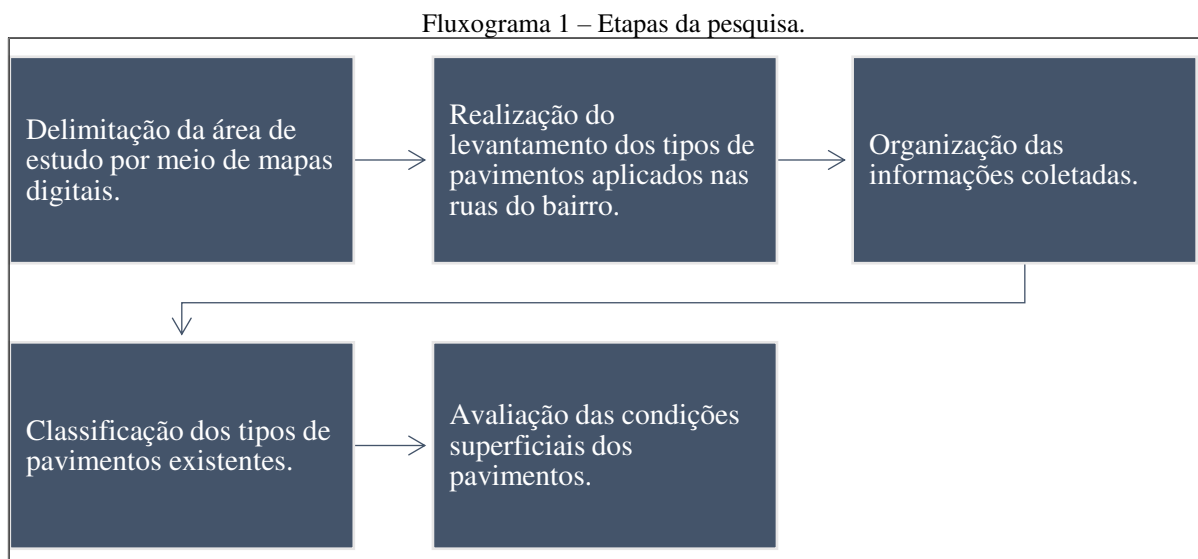 Fluxograma 1 – Etapas da pesquisa.
Delimitação da área de
estudo por meio de mapas
digitais.
Realização do
levantamento dos tipos de
pavimentos aplicados nas
ruas do bairro.
Organização das
informações coletadas.
Classificação dos tipos de
pavimentos existentes.
Avaliação das condições
superficiais dos
pavimentos.